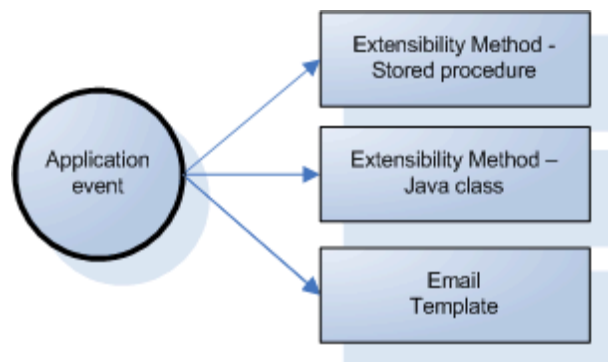 Extensibility Method -
Stored procedure
Application
event
Extensibility Method –
Java class
Email
Template